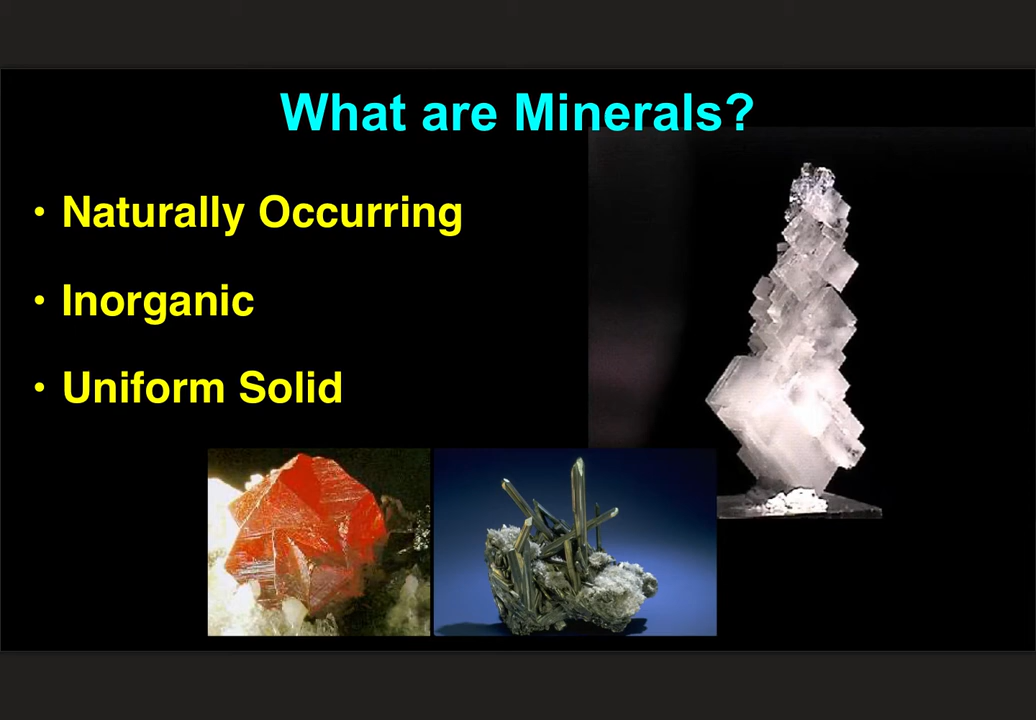 What are Minerals?
• Naturally Occurring
• Inorganic
• Uniform Solid